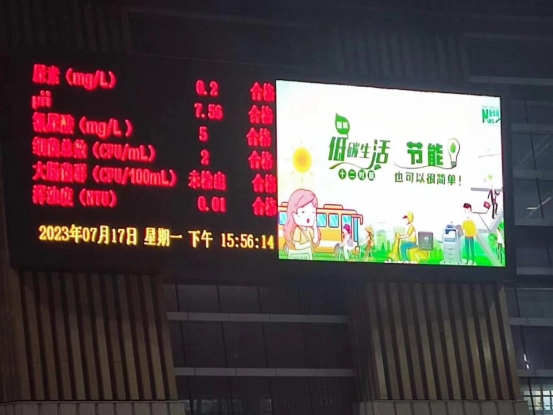 尿素（mg/L） 0.2 合格
pH 7.56 合格
氰尿酸（mg/L） 5 合格
细菌总数（CFU/mL） 2 合格
大肠菌群（CFU/100mL） 未检出 合格
浑浊度（NTU） 0.01 合格
2023年07月17日 星期一 下午 15:56:14
低碳生活 节能
也可以很简单！